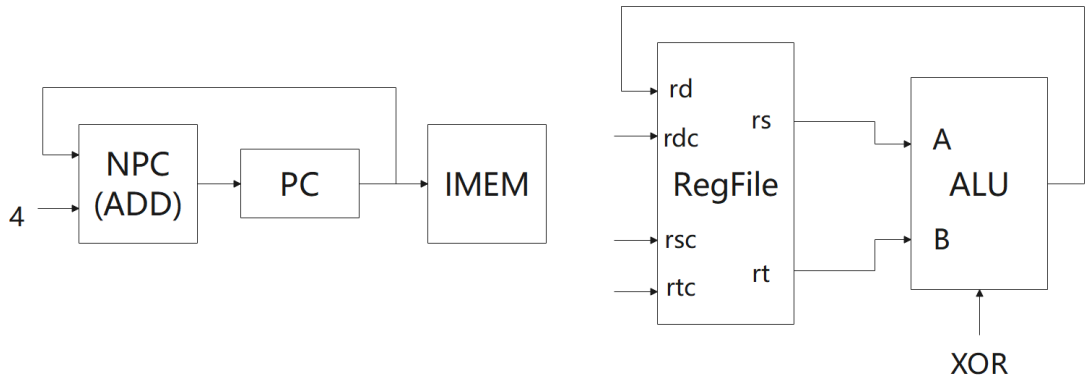 NPC
(ADD)
4
PC
IMEM
rd
rdc
rs
RegFile
rsc
rtc
rt
A
ALU
B
XOR